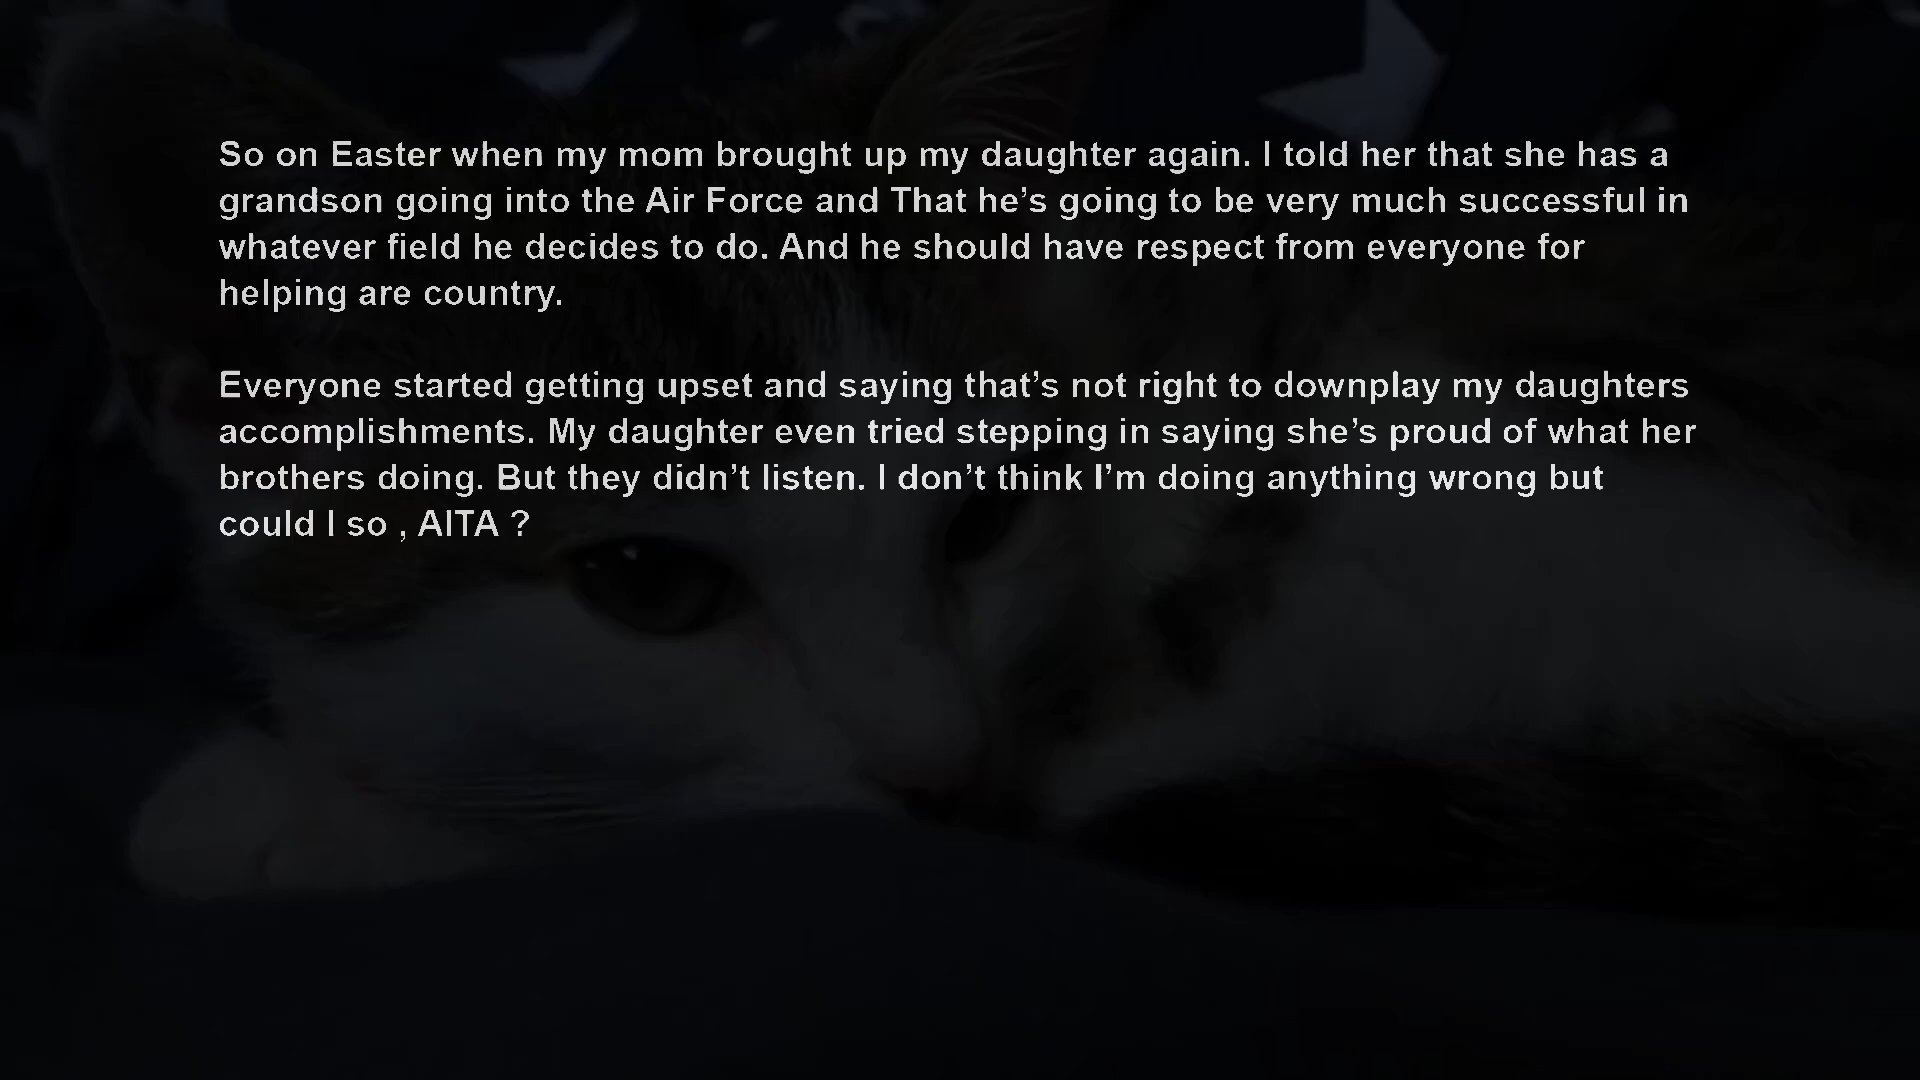 So on Easter when my mom brought up my daughter again. I told her that she has a
grandson going into the Air Force and That he’s going to be very much successful in
whatever field he decides to do. And he should have respect from everyone for
helping are country.
Everyone started getting upset and saying that’s not right to downplay my daughters
accomplishments. My daughter even tried stepping in saying she’s proud of what her
brothers doing. But they didn’t listen. I don’t think I’m doing anything wrong but
could I so , AITA ?